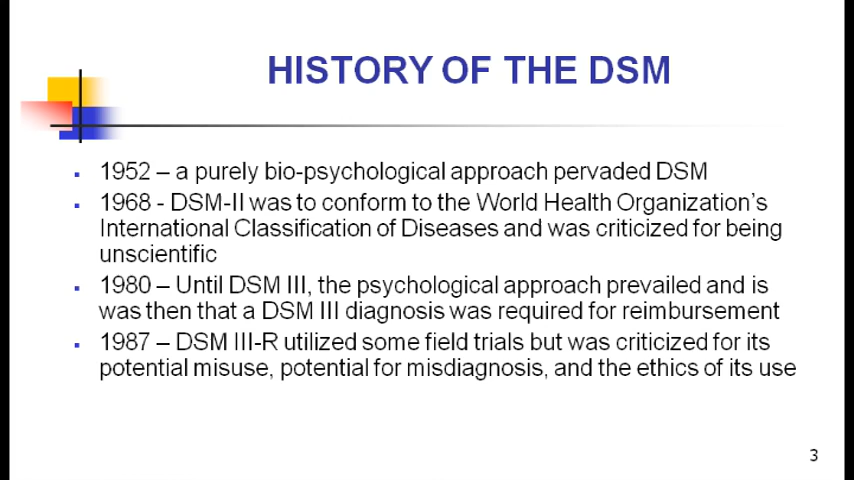 HISTORY OF THE DSM
1952 – a purely bio-psychological approach pervaded DSM
1968 - DSM-II was to conform to the World Health Organization's
International Classification of Diseases and was criticized for being
unscientific
1980 – Until DSM III, the psychological approach prevailed and is
was then that a DSM III diagnosis was required for reimbursement
1987 – DSM III-R utilized some field trials but was criticized for its
potential misuse, potential for misdiagnosis, and the ethics of its use
3